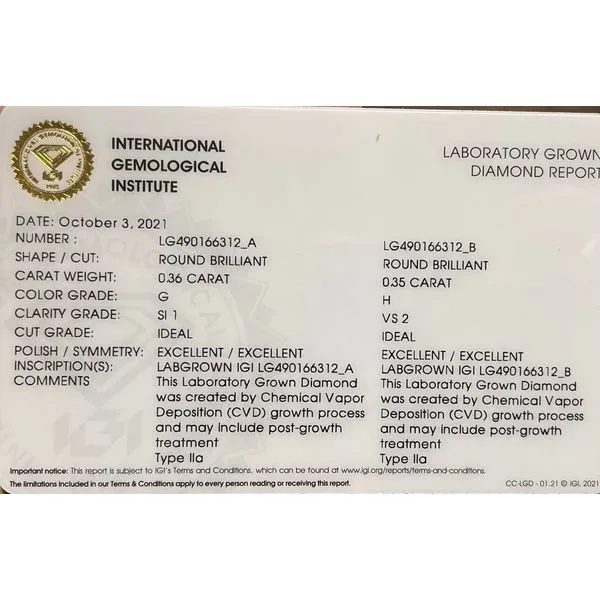 INTERNATIONAL
GEMOLOGICAL
INSTITUTE
LABORATORY GROWN
DIAMOND REPORT
IGI
1975
DATE: October 3, 2021
NUMBER : LG490166312_A LG490166312_B
SHAPE / CUT: ROUND BRILLIANT ROUND BRILLIANT
CARAT WEIGHT: 0.36 CARAT 0.35 CARAT
COLOR GRADE: G H
CLARITY GRADE: SI 1 VS 2
CUT GRADE: IDEAL IDEAL
POLISH / SYMMETRY: EXCELLENT / EXCELLENT EXCELLENT / EXCELLENT
INSCRIPTION(S): LABGROWN IGI LG490166312_A LABGROWN IGI LG490166312_B
COMMENTS This Laboratory Grown Diamond This Laboratory Grown Diamond
was created by Chemical Vapor was created by Chemical Vapor
Deposition (CVD) growth process Deposition (CVD) growth process
and may include post-growth and may include post-growth
treatment treatment
Type IIa Type IIa
Important note: This report is subject to IGI's Terms and Conditions, which can be found at www.igi.org/reports/terms-and-conditions.
The limitations included in our Terms & Conditions apply to every person reading or receiving this report. CC-LGD - 01.21 © IGI, 2021